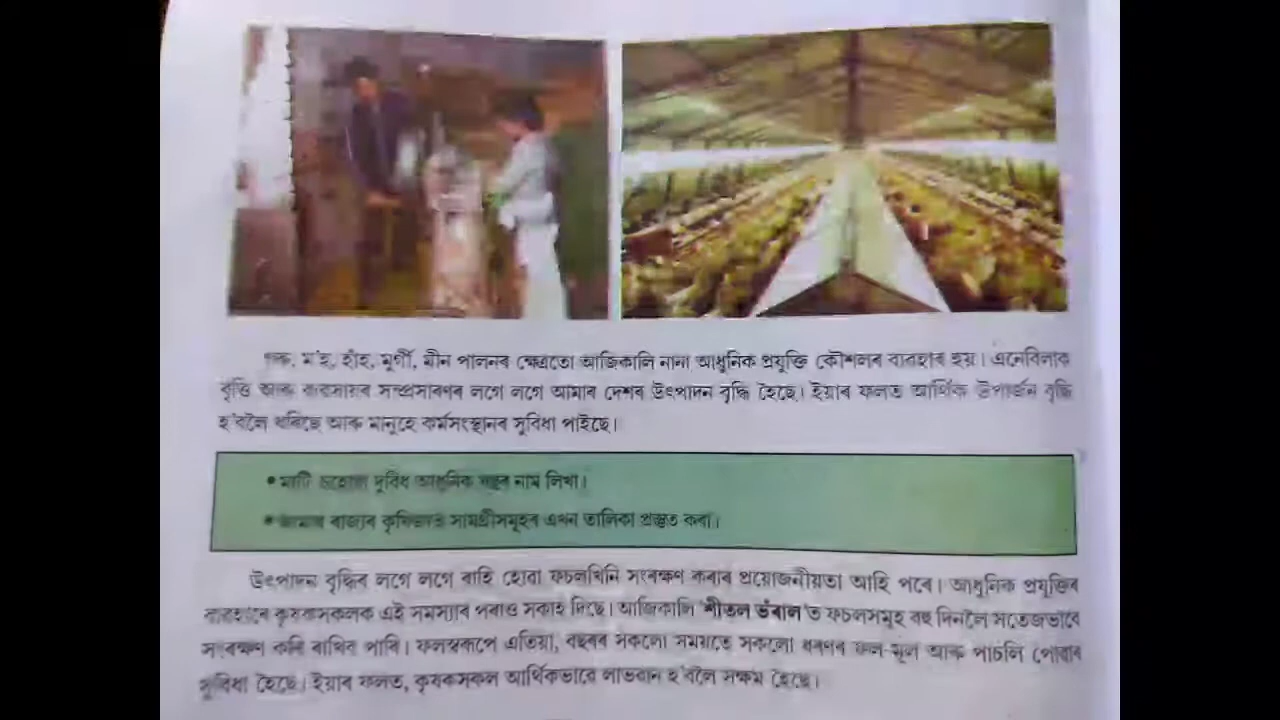 গৰু, ম'হ, হাঁহ, মুৰ্গী, মীন পালনৰ ক্ষেত্ৰতো আজিকালি নানা আধুনিক প্ৰযুক্তি কৌশলৰ ব্যৱহাৰ হয়। এনেবিলাক
বৃত্তি আৰু ব্যৱসায়ৰ সম্প্ৰসাৰণৰ লগে লগে আমাৰ দেশৰ উৎপাদন বৃদ্ধি হৈছে। ইয়াৰ ফলত আৰ্থিক উপাৰ্জন বৃদ্ধি
হ'বলৈ ধৰিছে আৰু মানুহে কৰ্মসংস্থানৰ সুবিধা পাইছে।
• মাটি চহোৱা দুবিধ আধুনিক যন্ত্ৰৰ নাম লিখা।
• আমাৰ ৰাজ্যৰ কৃষিজাত সামগ্ৰীসমূহৰ এখন তালিকা প্ৰস্তুত কৰা।
উৎপাদন বৃদ্ধিৰ লগে লগে ৰাহি হোৱা ফচলখিনি সংৰক্ষণ কৰাৰ প্ৰয়োজনীয়তা আহি পৰে। আধুনিক প্ৰযুক্তিৰ
ব্যৱহাৰে কৃষকসকলক এই সমস্যাৰ পৰাও সকাহ দিছে। আজিকালি 'শীতল ভঁৰাল'ত ফচলসমূহ বহু দিনলৈ সতেজভাবে
সংৰক্ষণ কৰি ৰাখিব পাৰি। ফলস্বৰূপে এতিয়া, বছৰৰ সকলো সময়তে সকলো ধৰণৰ ফল-মূল আৰু পাচলি পোৱাৰ
সুবিধা হৈছে। ইয়াৰ ফলত, কৃষকসকল আৰ্থিকভাৱে লাভৱান হ'বলৈ সক্ষম হৈছে।